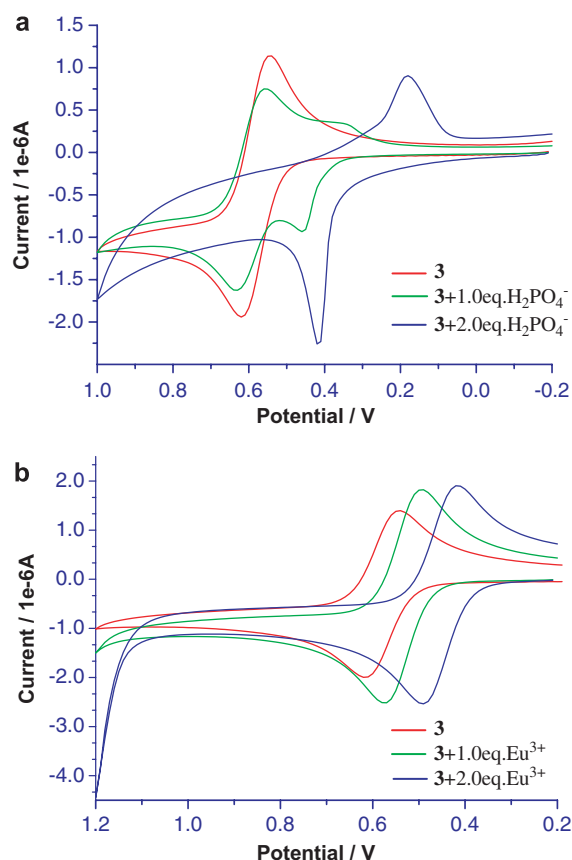 a
Current / 1e-6A
1.5
1.0
0.5
0.0
-0.5
-1.0
-1.5
-2.0
3
3+1.0eq.H₂PO₄⁻
3+2.0eq.H₂PO₄⁻
1.0 0.8 0.6 0.4 0.2 0.0 -0.2
Potential / V
b
Current / 1e-6A
2.0
1.0
0.0
-1.0
-2.0
-3.0
-4.0
3
3+1.0eq.Eu³⁺
3+2.0eq.Eu³⁺
1.2 1.0 0.8 0.6 0.4 0.2
Potential / V